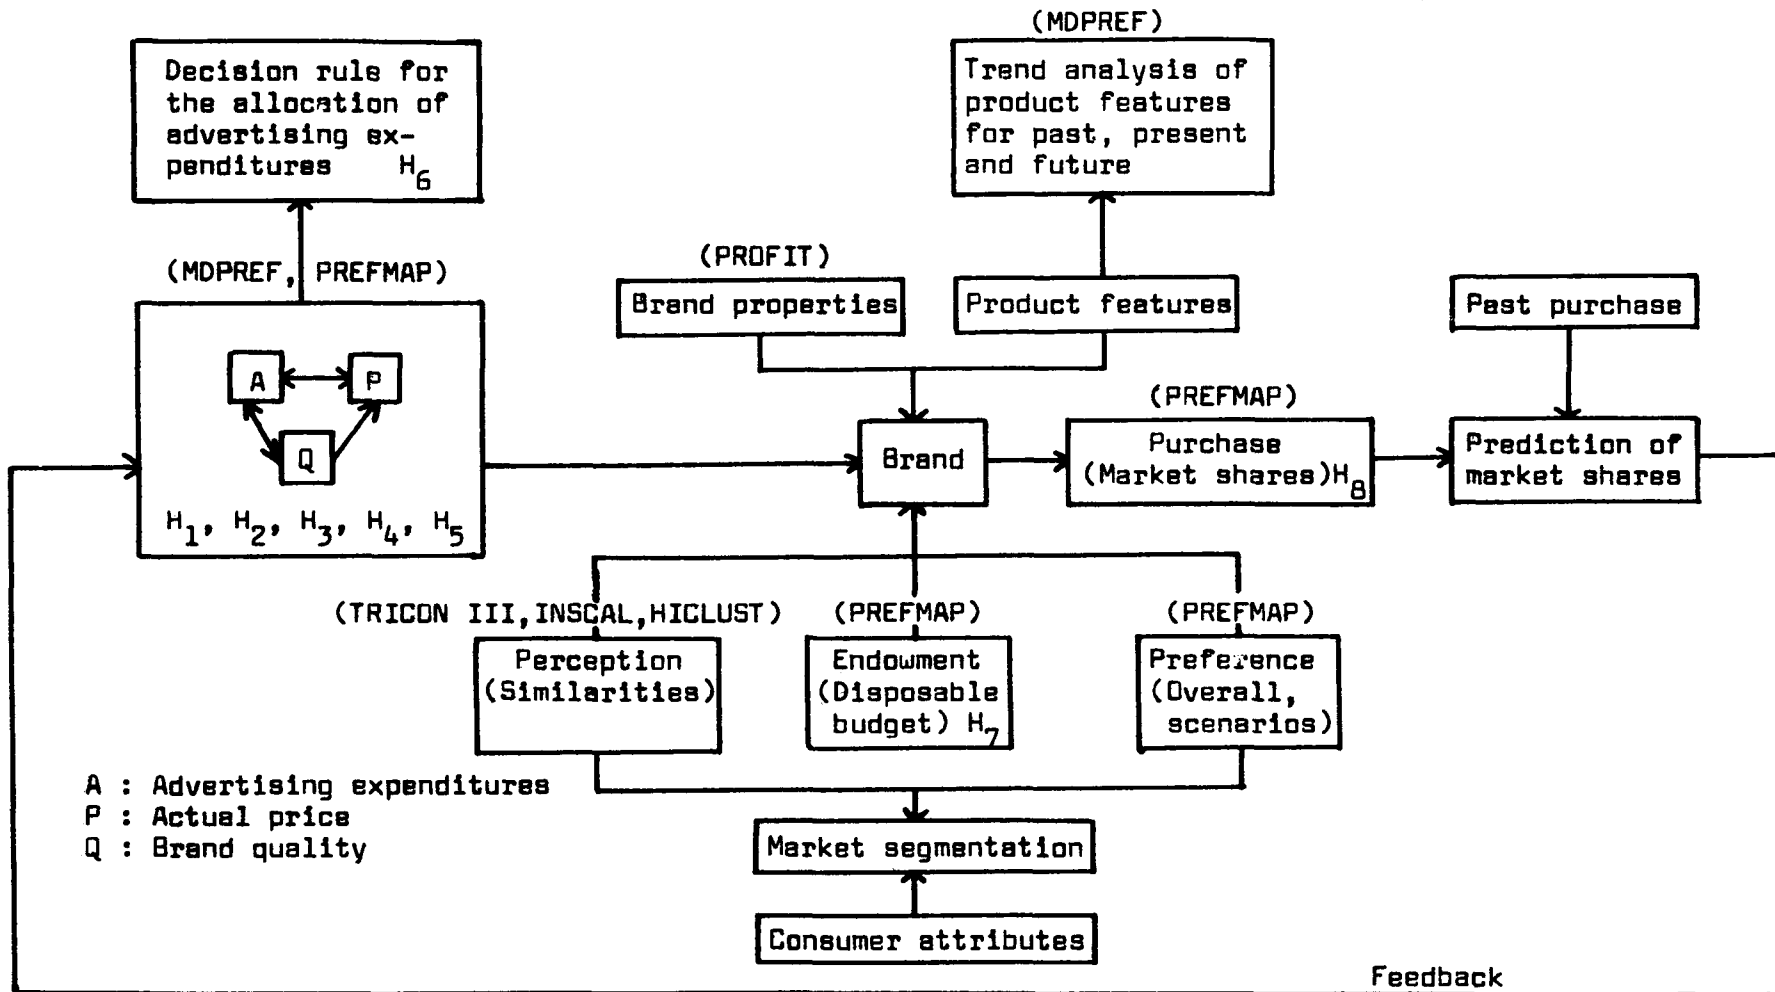 (MDPREF)
Decision rule for
the allocation of
advertising ex-
penditures H6
Trend analysis of
product features
for past, present
and future
(MDPREF, PREFMAP)
(PROFIT)
Brand properties
Product features
Past purchase
A
P
Q
H1, H2, H3, H4, H5
Brand
(PREFMAP)
Purchase
(Market shares)H8
Prediction of
market shares
(TRICON III,INSCAL,HICLUST)
Perception
(Similarities)
(PREFMAP)
Endowment
(Disposable
budget) H7
(PREFMAP)
Preference
(Overall,
scenarios)
A : Advertising expenditures
P : Actual price
Q : Brand quality
Market segmentation
Consumer attributes
Feedback